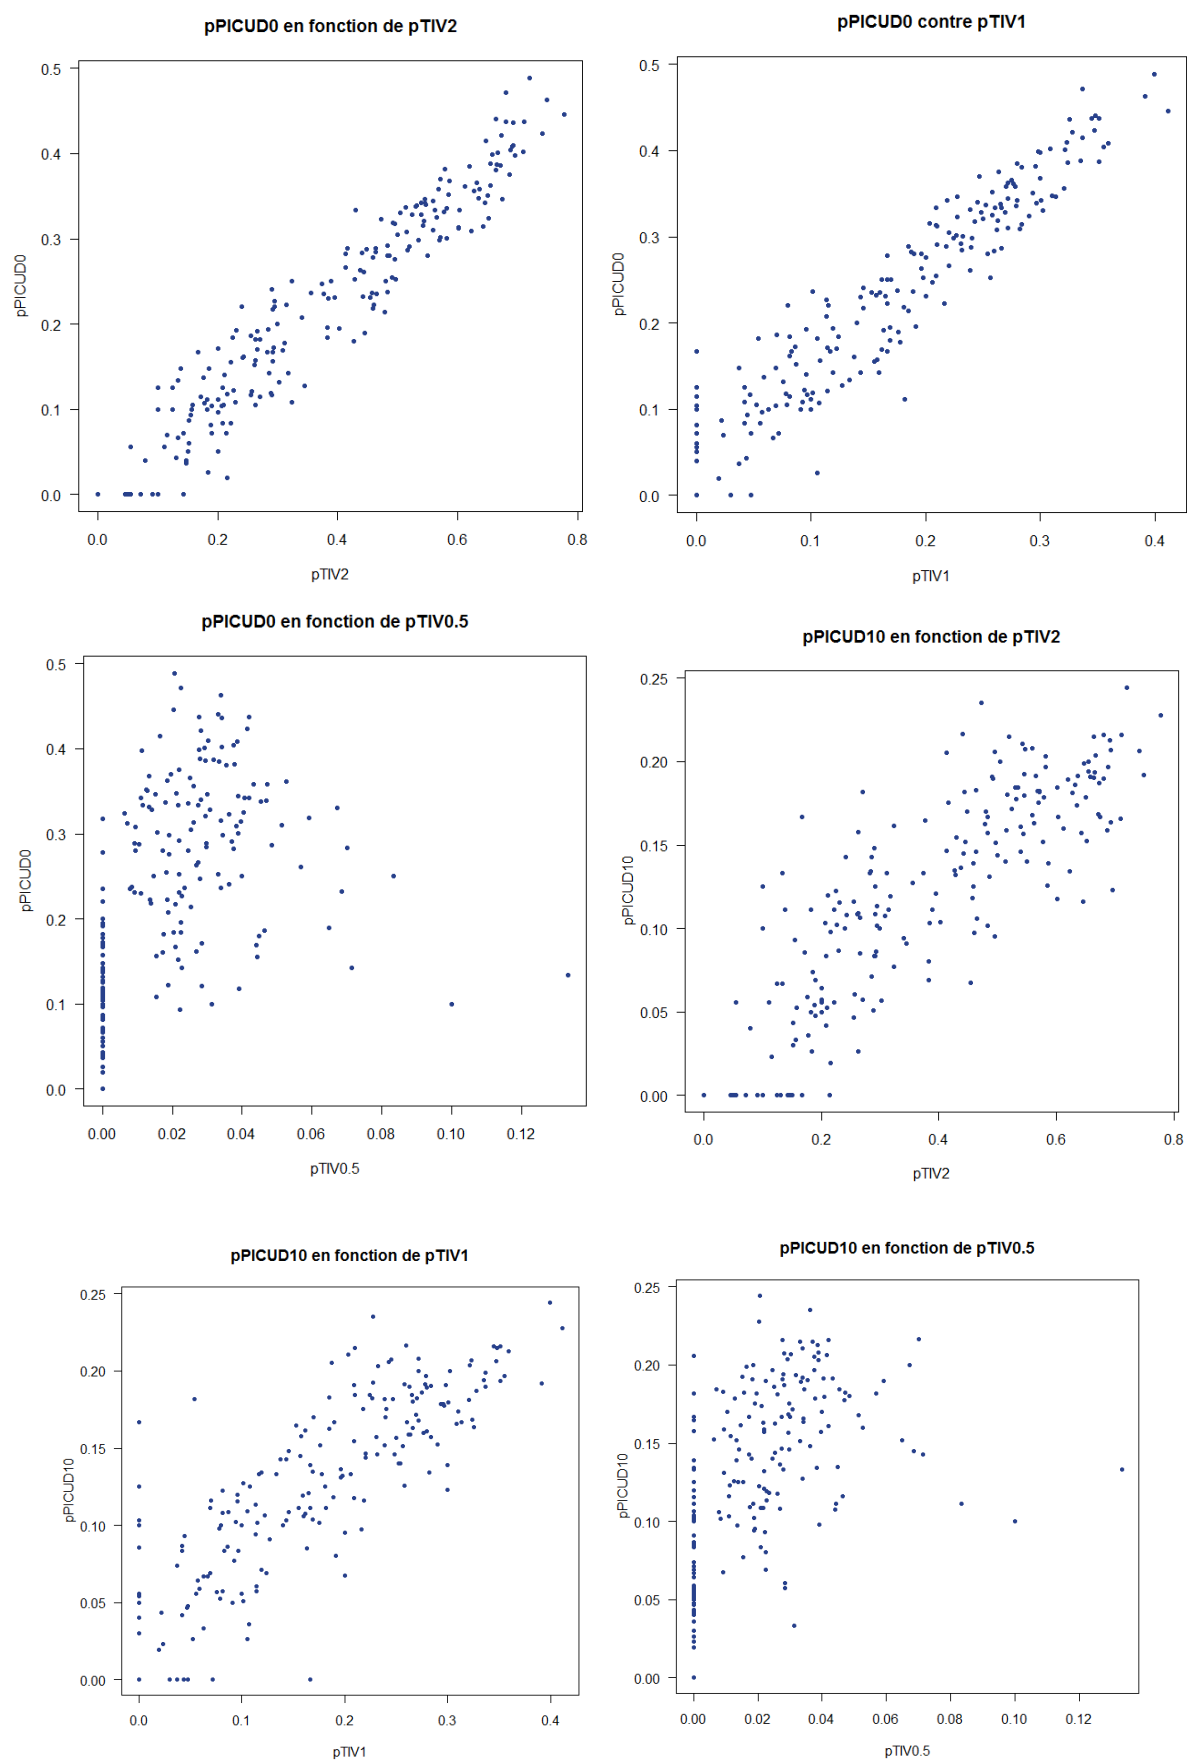 pPICUD0 en fonction de pTIV2
0.5
0.4
0.3
0.2
0.1
0.0
pPICUD0
0.0 0.2 0.4 0.6 0.8
pTIV2
pPICUD0 contre pTIV1
0.5
0.4
0.3
0.2
0.1
0.0
pPICUD0
0.0 0.1 0.2 0.3 0.4
pTIV1
pPICUD0 en fonction de pTIV0.5
0.5
0.4
0.3
0.2
0.1
0.0
pPICUD0
0.00 0.02 0.04 0.06 0.08 0.10 0.12
pTIV0.5
pPICUD10 en fonction de pTIV2
0.25
0.20
0.15
0.10
0.05
0.00
pPICUD10
0.0 0.2 0.4 0.6 0.8
pTIV2
pPICUD10 en fonction de pTIV1
0.25
0.20
0.15
0.10
0.05
0.00
pPICUD10
0.0 0.1 0.2 0.3 0.4
pTIV1
pPICUD10 en fonction de pTIV0.5
0.25
0.20
0.15
0.10
0.05
0.00
pPICUD10
0.00 0.02 0.04 0.06 0.08 0.10 0.12
pTIV0.5